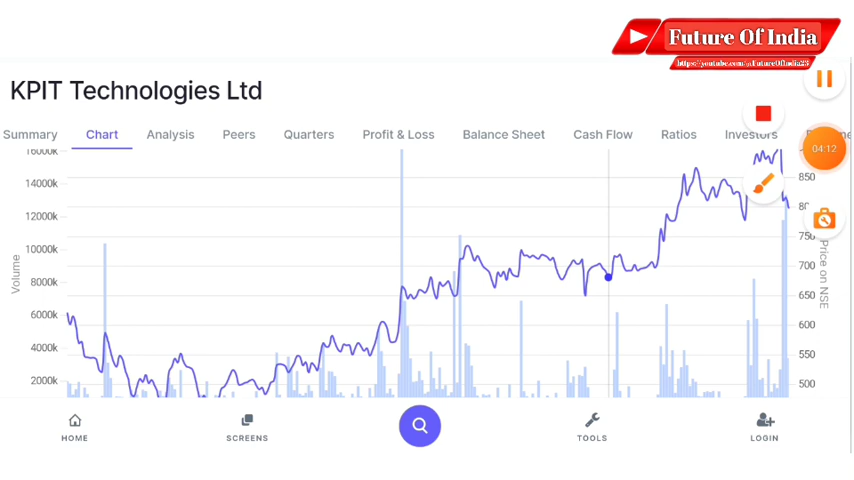 Future Of India
KPIT Technologies Ltd
Summary Chart Analysis Peers Quarters Profit & Loss Balance Sheet Cash Flow Ratios Investors
04:12
16000k
14000k
12000k
10000k
8000k
6000k
4000k
2000k
Volume
850
750
700
650
600
550
500
Price on NSE
HOME SCREENS TOOLS LOGIN